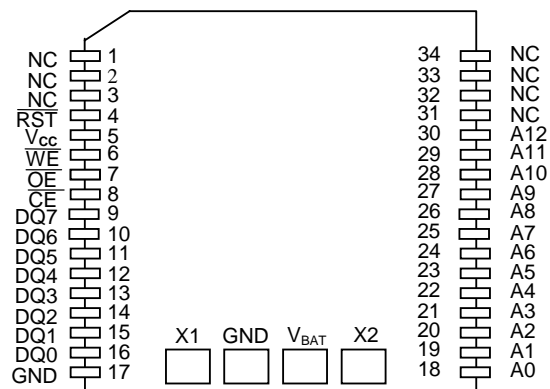 NC 1 34 NC
NC 2 33 NC
NC 3 32 NC
RST 4 31 NC
Vcc 5 30 A12
WE 6 29 A11
OE 7 28 A10
CE 8 27 A9
DQ7 9 26 A8
DQ6 10 25 A7
DQ5 11 24 A6
DQ4 12 23 A5
DQ3 13 22 A4
DQ2 14 21 A3
DQ1 15 20 A2
DQ0 16 19 A1
GND 17 18 A0
X1 GND VBAT X2